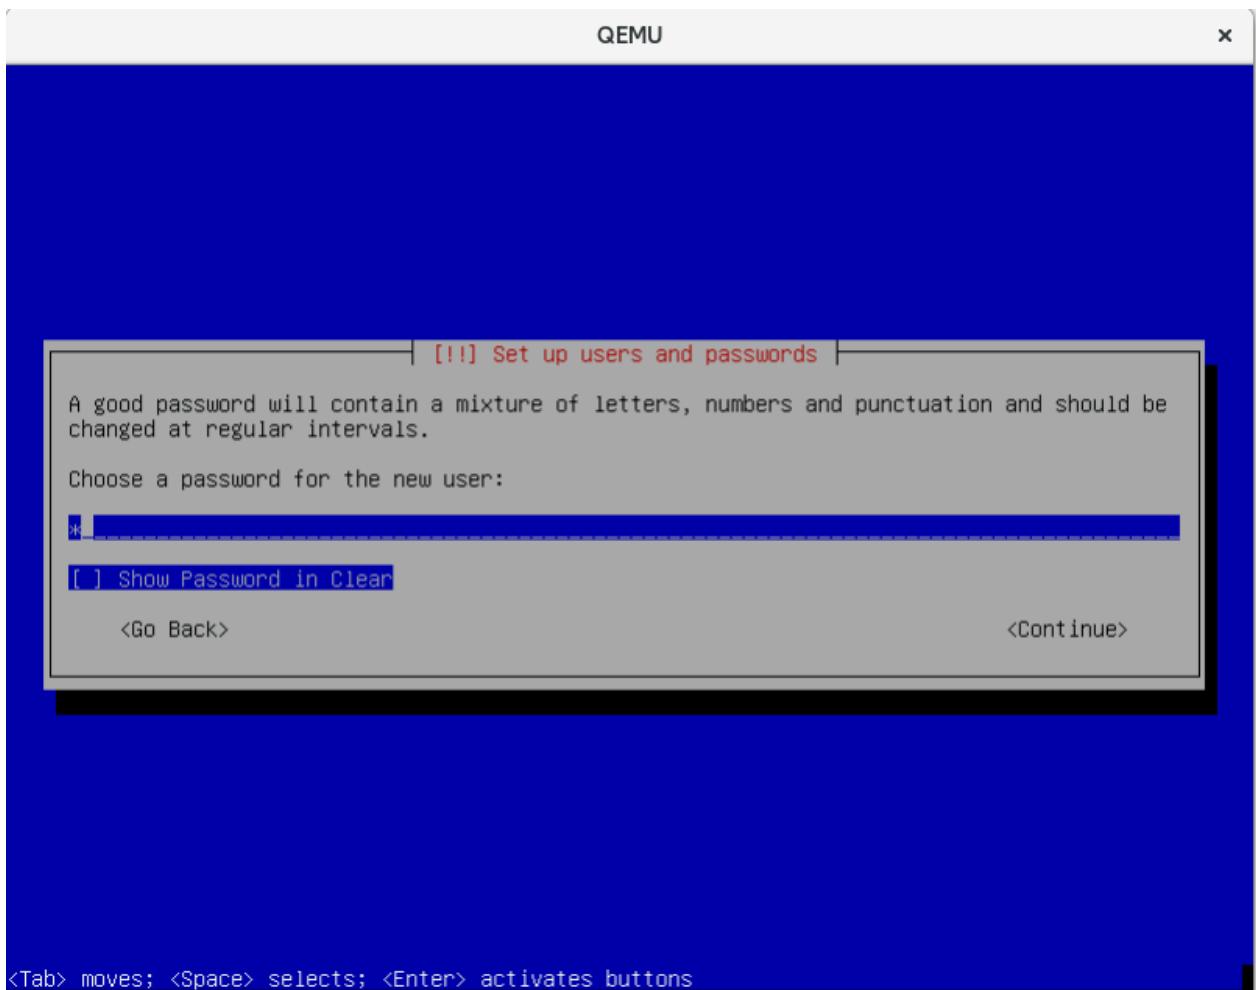 QEMU
×
[!!] Set up users and passwords
A good password will contain a mixture of letters, numbers and punctuation and should be
changed at regular intervals.
Choose a password for the new user:
*
[ ] Show Password in Clear
<Go Back> <Continue>
<Tab> moves; <Space> selects; <Enter> activates buttons